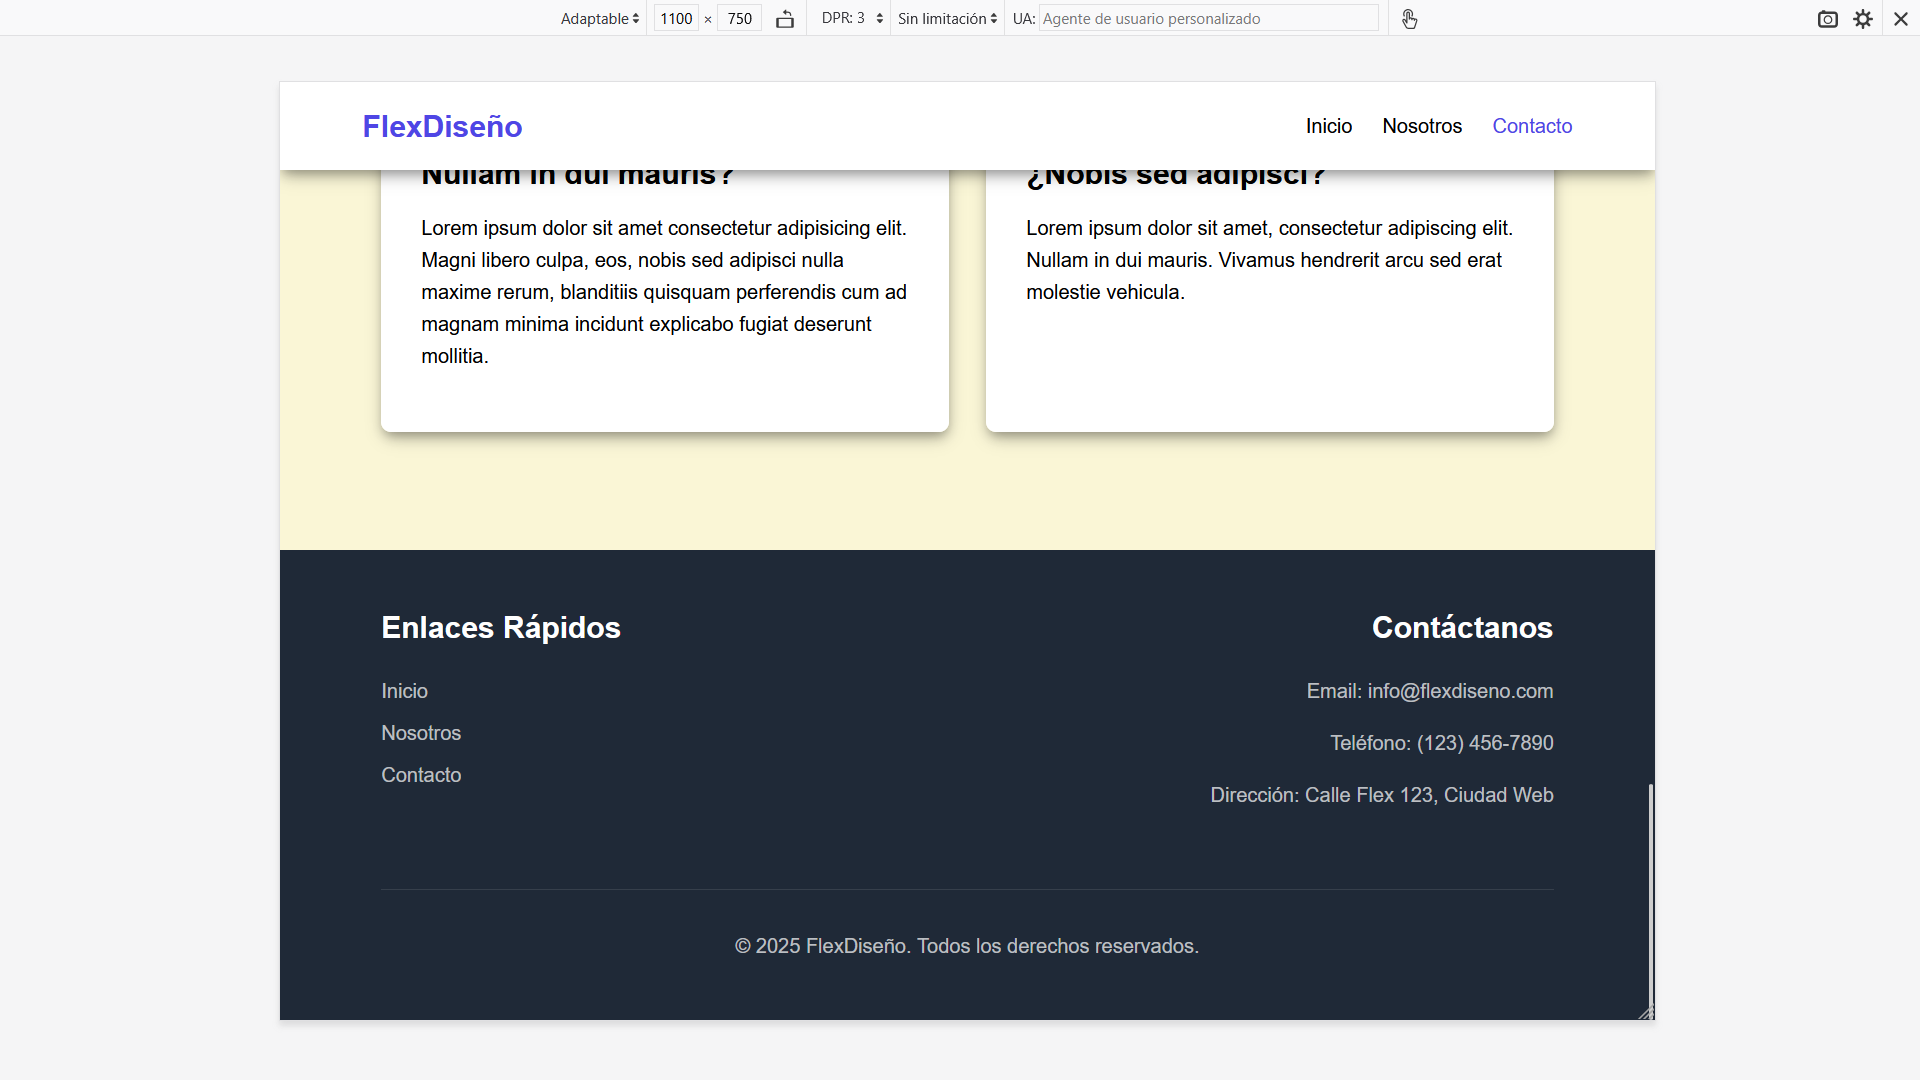 Adaptable 1100 × 750 DPR: 3 Sin limitación UA: Agente de usuario personalizado
FlexDiseño
Inicio Nosotros Contacto
Nullam in dui mauris?
Lorem ipsum dolor sit amet consectetur adipisicing elit.
Magni libero culpa, eos, nobis sed adipisci nulla
maxime rerum, blanditiis quisquam perferendis cum ad
magnam minima incidunt explicabo fugiat deserunt
mollitia.
¿Nobis sed adipisci?
Lorem ipsum dolor sit amet, consectetur adipiscing elit.
Nullam in dui mauris. Vivamus hendrerit arcu sed erat
molestie vehicula.
Enlaces Rápidos
Inicio
Nosotros
Contacto
Contáctanos
Email: info@flexdiseno.com
Teléfono: (123) 456-7890
Dirección: Calle Flex 123, Ciudad Web
© 2025 FlexDiseño. Todos los derechos reservados.